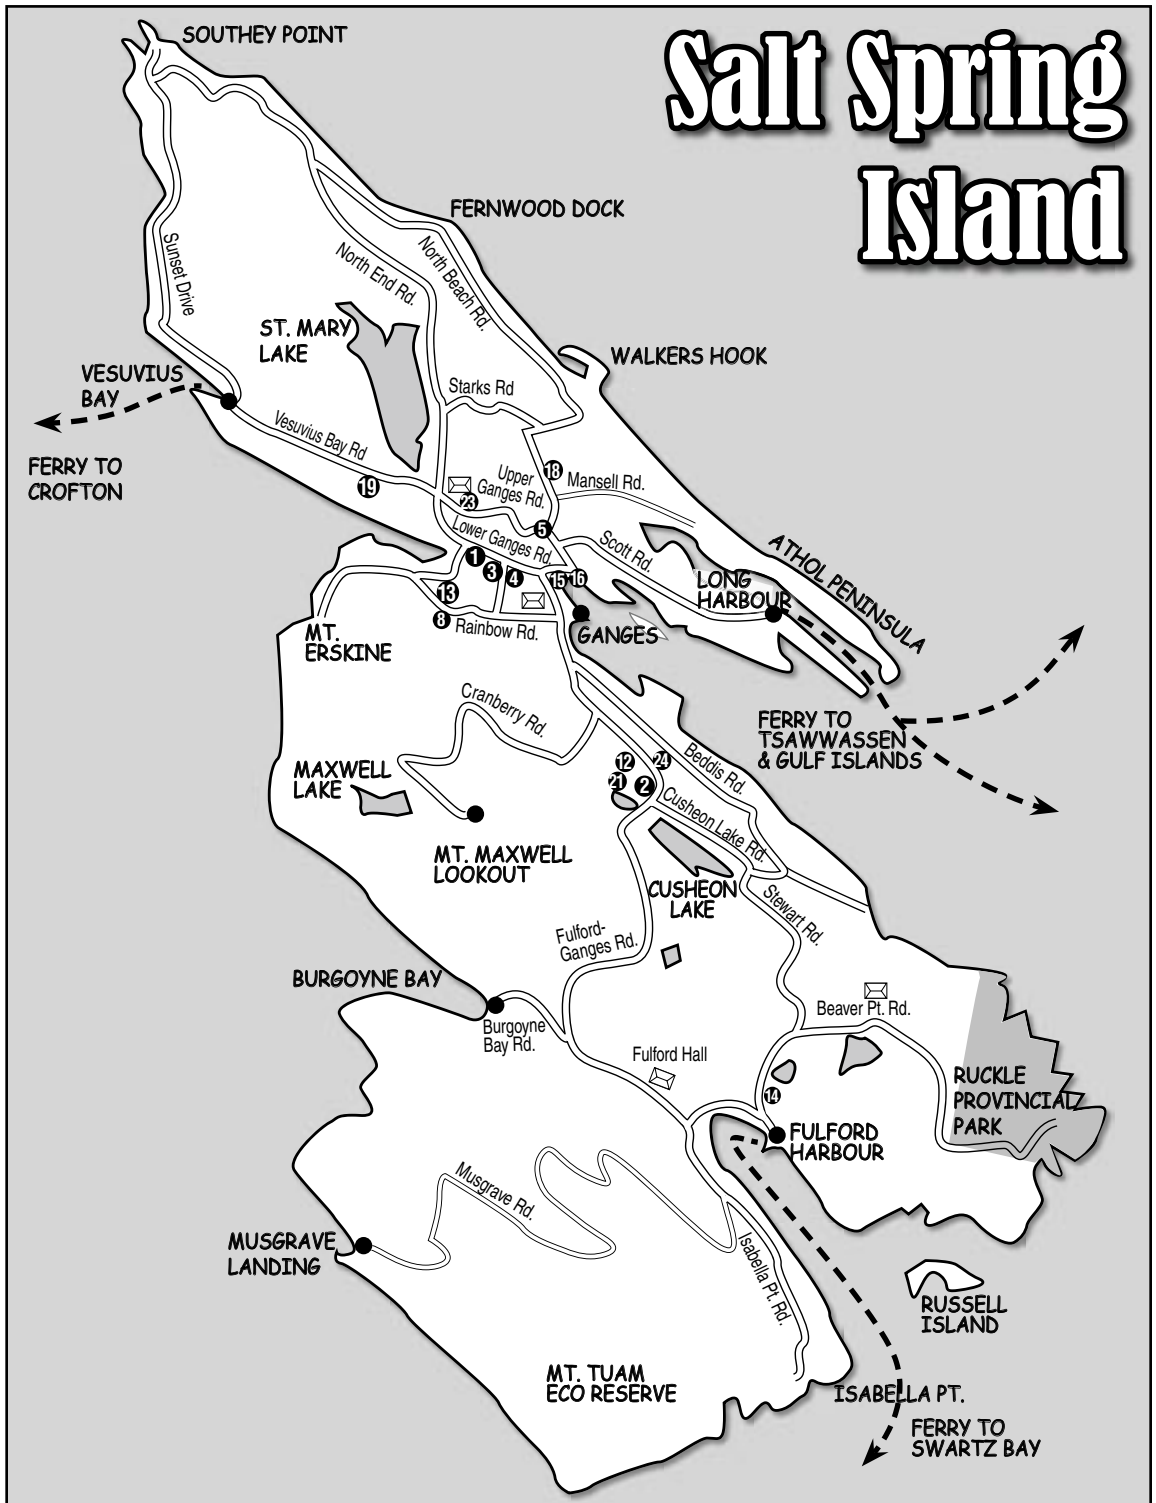 SOUTHEY POINT
Salt Spring
Island
FERNWOOD DOCK
Sunset Drive
North End Rd.
North Beach Rd.
ST. MARY
LAKE
WALKERS HOOK
VESUVIUS
BAY
Starks Rd
Vesuvius Bay Rd
FERRY TO
CROFTON
Upper
Ganges Rd.
18
Mansell Rd.
19
23
Lower Ganges Rd.
5
Scott Rd.
ATHOL PENINSULA
1
3
4
15
16
LONG
HARBOUR
13
8
Rainbow Rd.
GANGES
MT.
ERSKINE
Cranberry Rd.
FERRY TO
TSAWWASSEN
& GULF ISLANDS
MAXWELL
LAKE
12
24
21
2
Beddis Rd.
Cusheon Lake Rd.
MT. MAXWELL
LOOKOUT
CUSHEON
LAKE
Stewart Rd.
Fulford-
Ganges Rd.
BURGOYNE BAY
Burgoyne
Bay Rd.
Beaver Pt. Rd.
Fulford Hall
RUCKLE
PROVINCIAL
PARK
14
FULFORD
HARBOUR
Musgrave Rd.
MUSGRAVE
LANDING
Isabella Pt. Rd.
RUSSELL
ISLAND
MT. TUAM
ECO RESERVE
ISABELLA PT.
FERRY TO
SWARTZ BAY